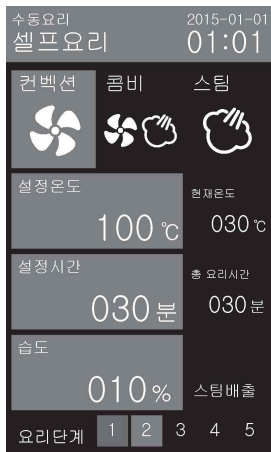 수동요리 2015-01-01
셀프요리 01:01
컨벡션 콤비 스팀
설정온도 현재온도
100 ℃ 030 ℃
설정시간 총 요리시간
030 분 030 분
습도
010 % 스팀배출
요리단계 1 2 3 4 5